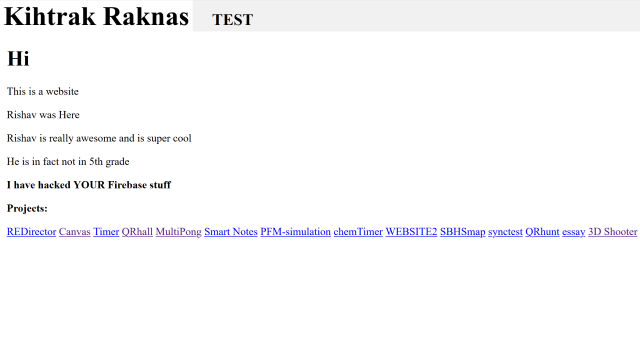 Kihtrak Raknas TEST
Hi
This is a website
Rishav was Here
Rishav is really awesome and is super cool
He is in fact not in 5th grade
I have hacked YOUR Firebase stuff
Projects:
REDirector Canvas Timer QRhall MultiPong Smart Notes PFM-simulation chemTimer WEBSITE2 SBHSmap synctest QRhunt essay 3D Shooter